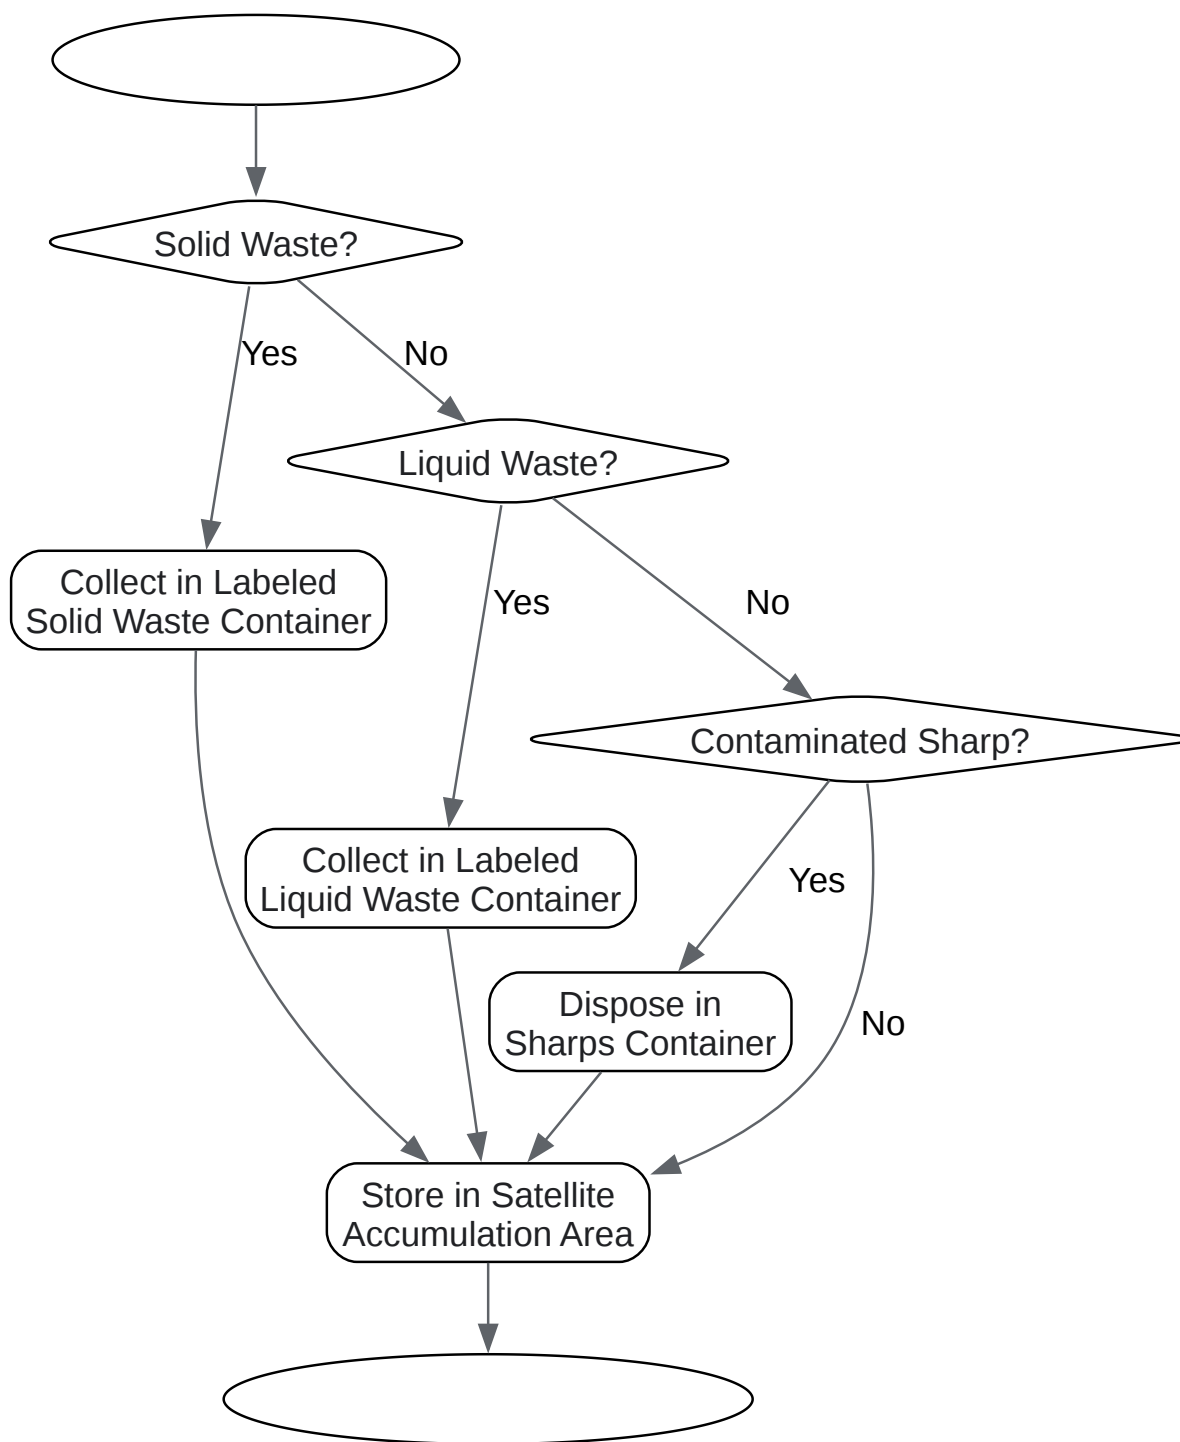 Solid Waste?
Yes
No
Liquid Waste?
Collect in Labeled
Solid Waste Container
Yes
No
Contaminated Sharp?
Collect in Labeled
Liquid Waste Container
Yes
Dispose in
Sharps Container
No
Store in Satellite
Accumulation Area